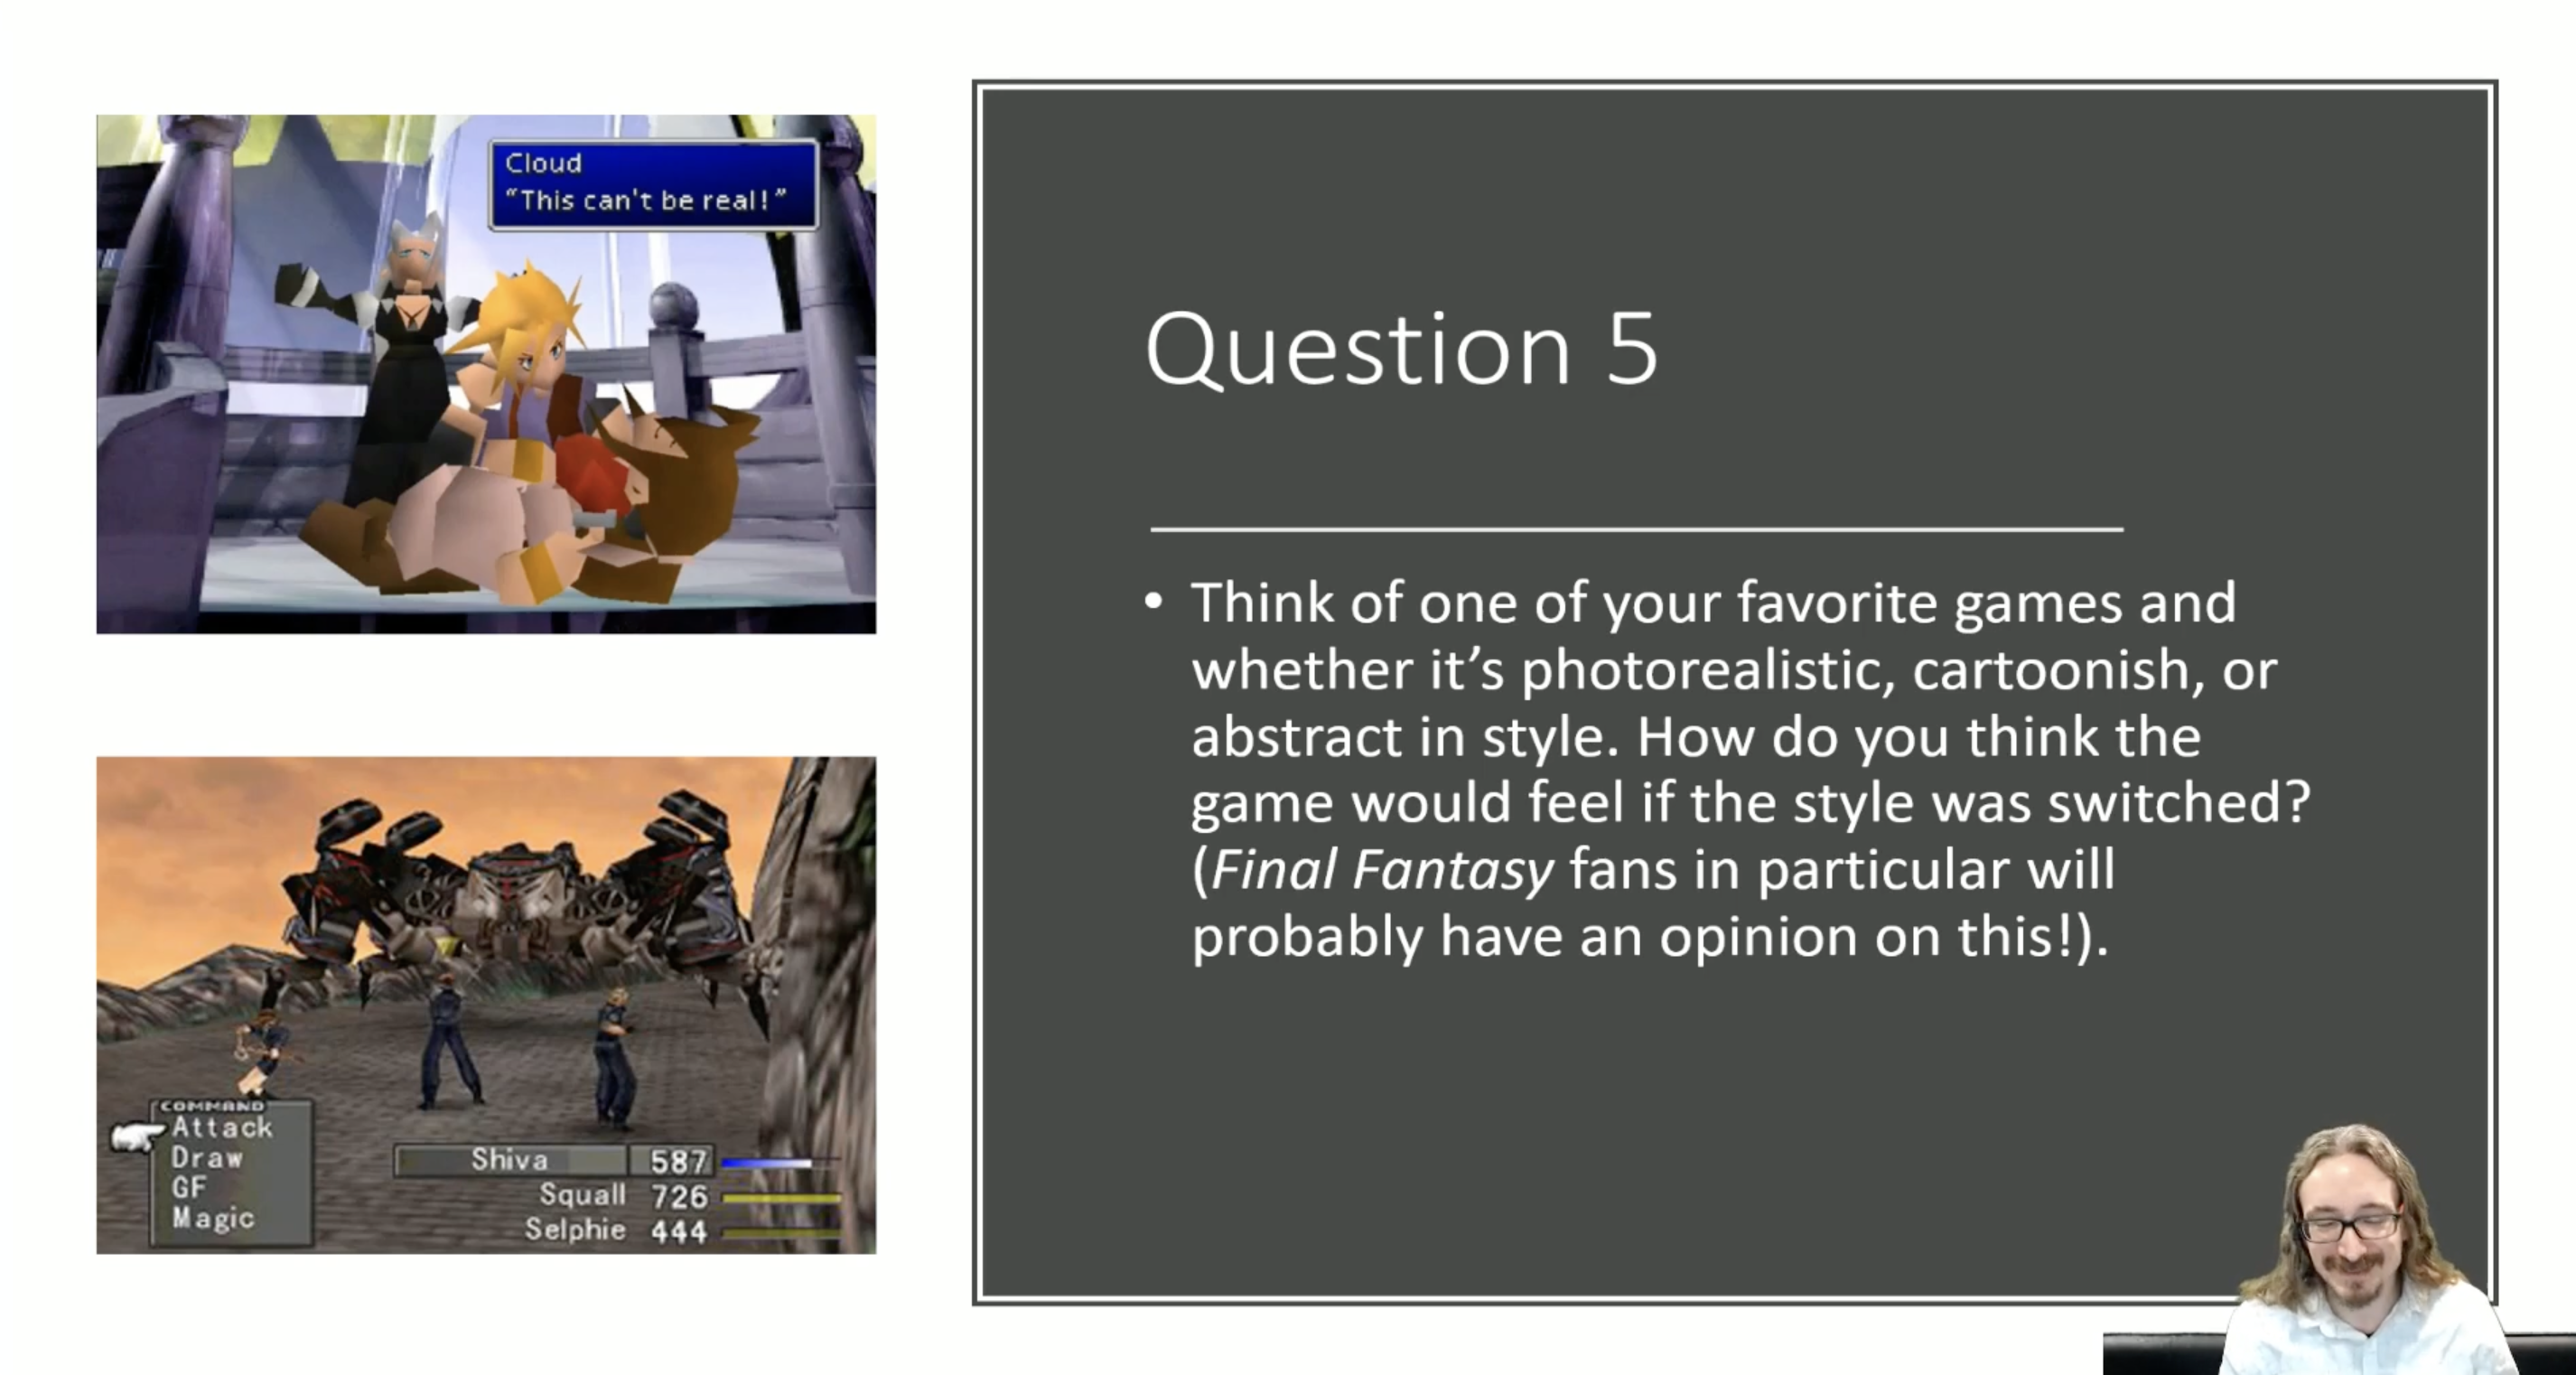 Cloud
“This can't be real!”
COMMAND
Attack
Draw
GF
Magic
Shiva 587
Squall 726
Selphie 444
Question 5
• Think of one of your favorite games and
whether it’s photorealistic, cartoonish, or
abstract in style. How do you think the
game would feel if the style was switched?
(Final Fantasy fans in particular will
probably have an opinion on this!).